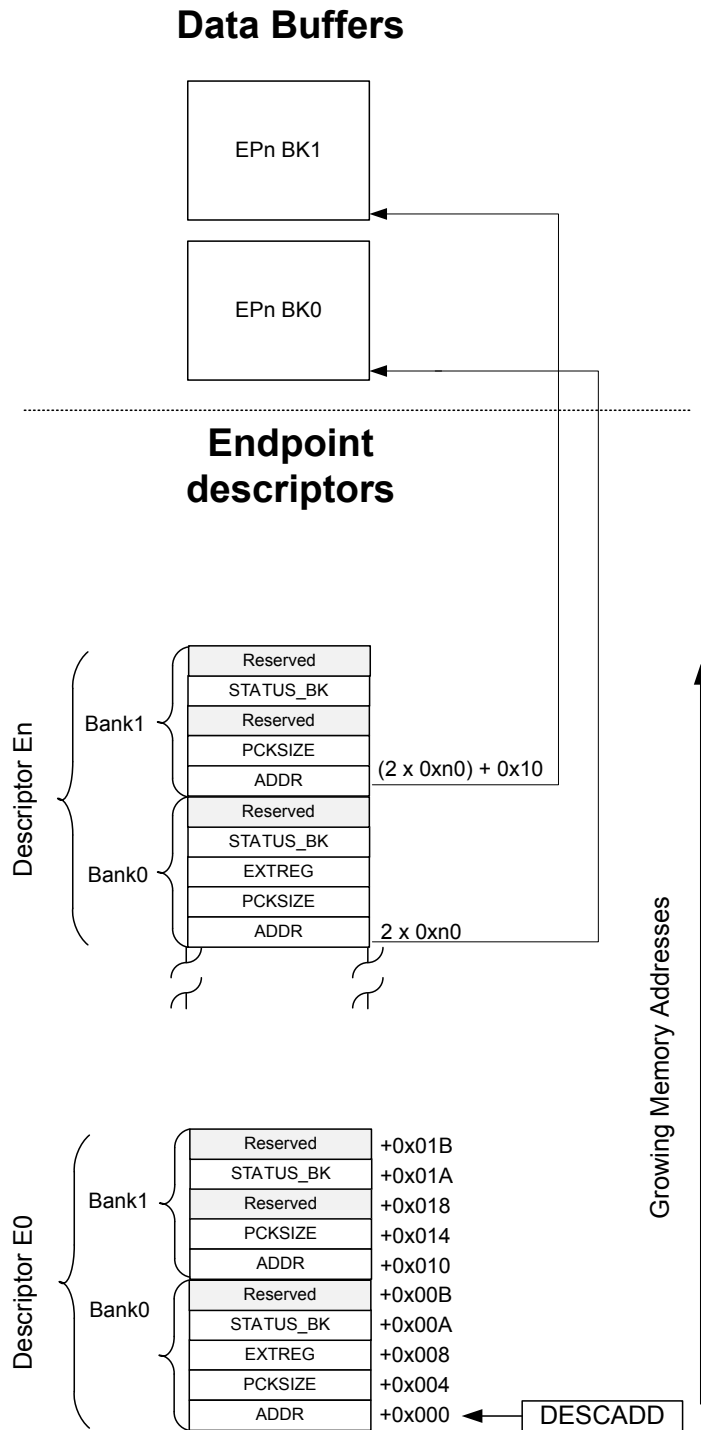 Data Buffers
EPn BK1
EPn BK0
Endpoint
descriptors
Descriptor En
Bank1
Reserved
STATUS_BK
Reserved
PCKSIZE
ADDR (2 x 0xn0) + 0x10
Bank0
Reserved
STATUS_BK
EXTREG
PCKSIZE
ADDR 2 x 0xn0
Growing Memory Addresses
Descriptor E0
Bank1
Reserved +0x01B
STATUS_BK +0x01A
Reserved +0x018
PCKSIZE +0x014
ADDR +0x010
Bank0
Reserved +0x00B
STATUS_BK +0x00A
EXTREG +0x008
PCKSIZE +0x004
ADDR +0x000 DESCADD